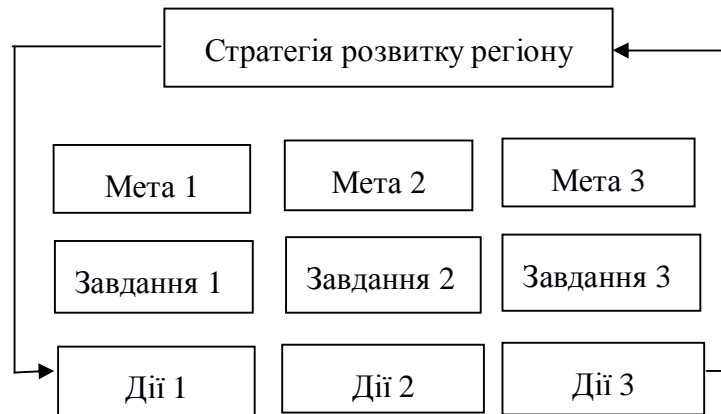 Стратегія розвитку регіону
Мета 1
Мета 2
Мета 3
Завдання 1
Завдання 2
Завдання 3
Дії 1
Дії 2
Дії 3